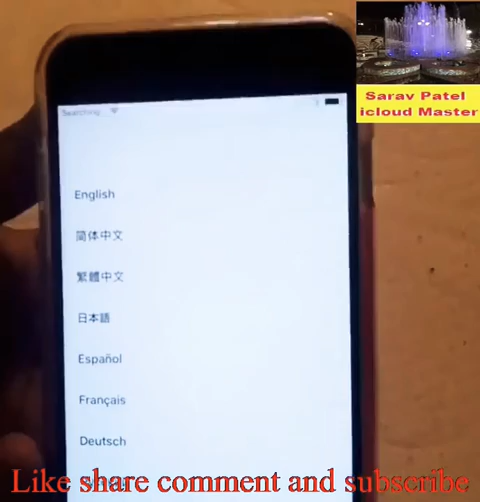 Sarav Patel
icloud Master
Searching
English
简体中文
繁體中文
日本語
Español
Français
Deutsch
Like share comment and subscribe